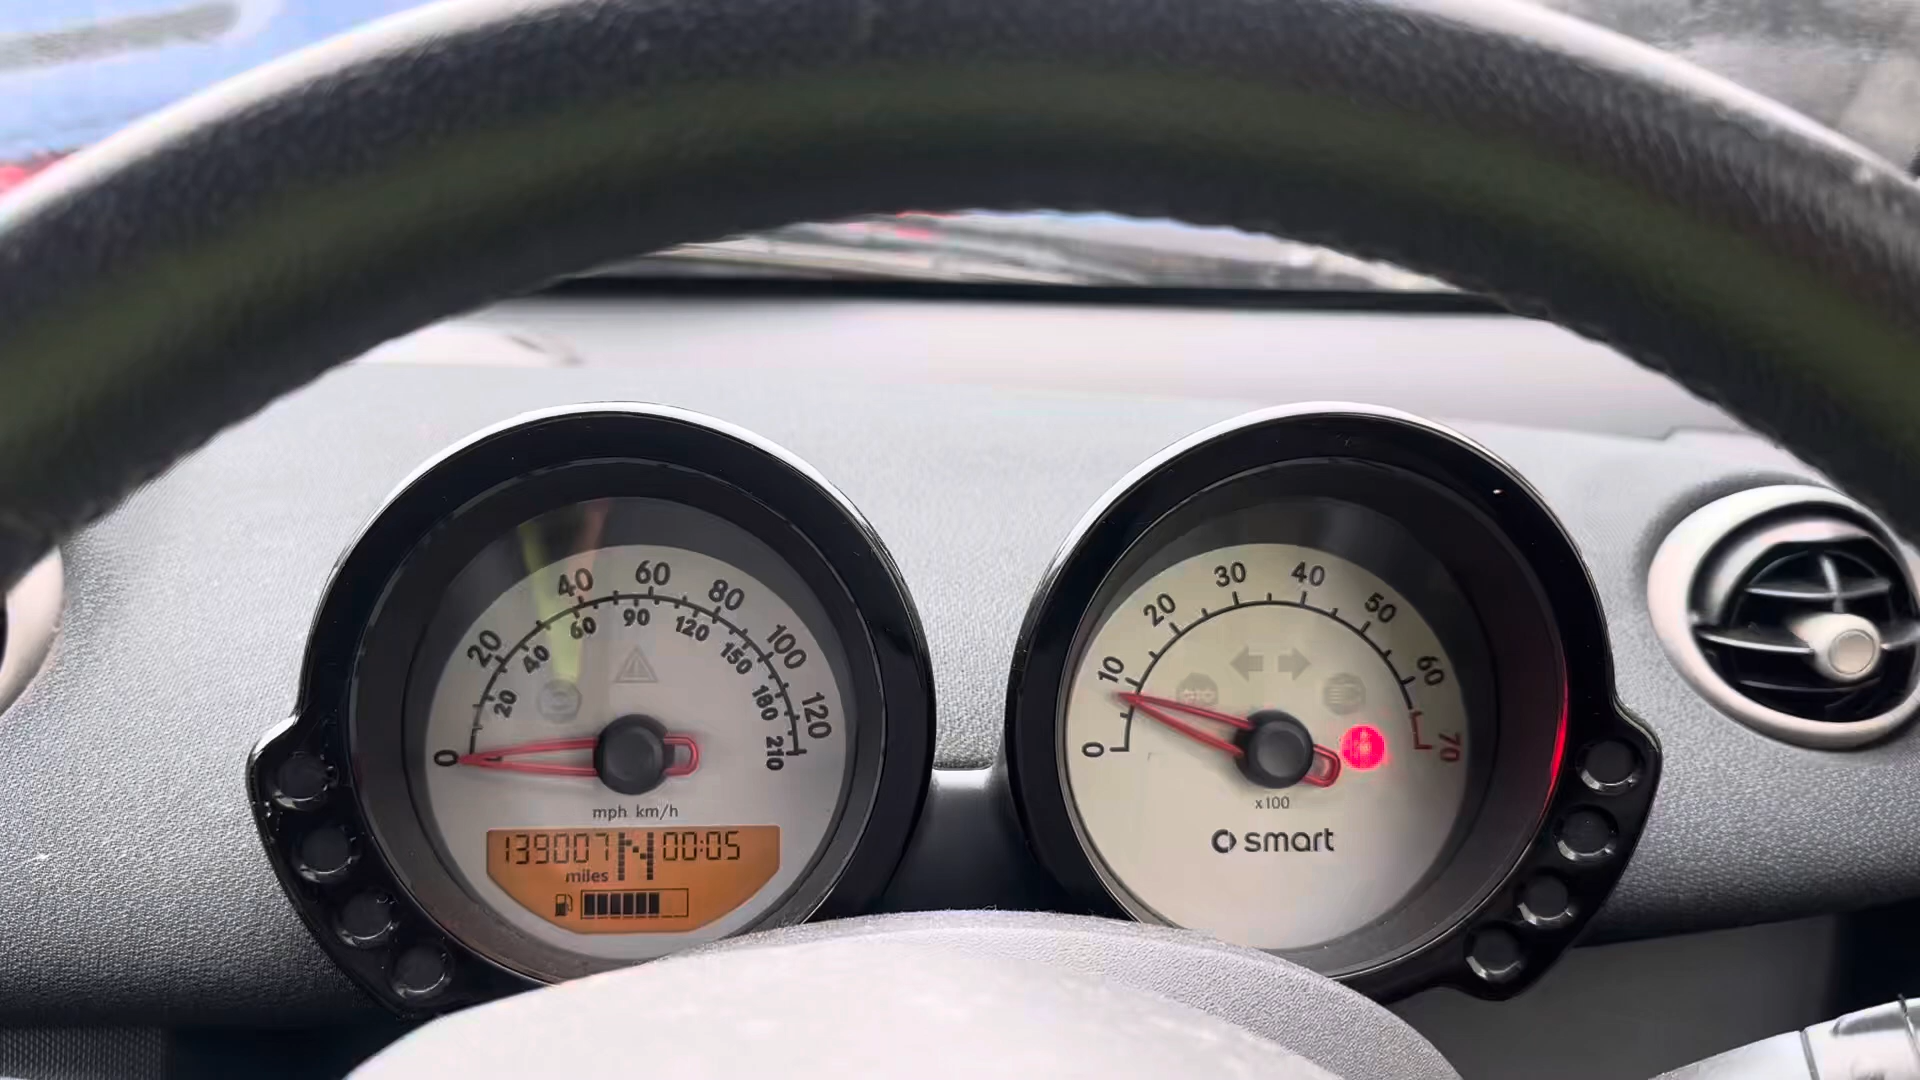 0 20 40 60 80 100 120
20 40 60 90 120 150 180 210
mph km/h
139007 N 00:05
miles
0 10 20 30 40 50 60 70
x100
smart